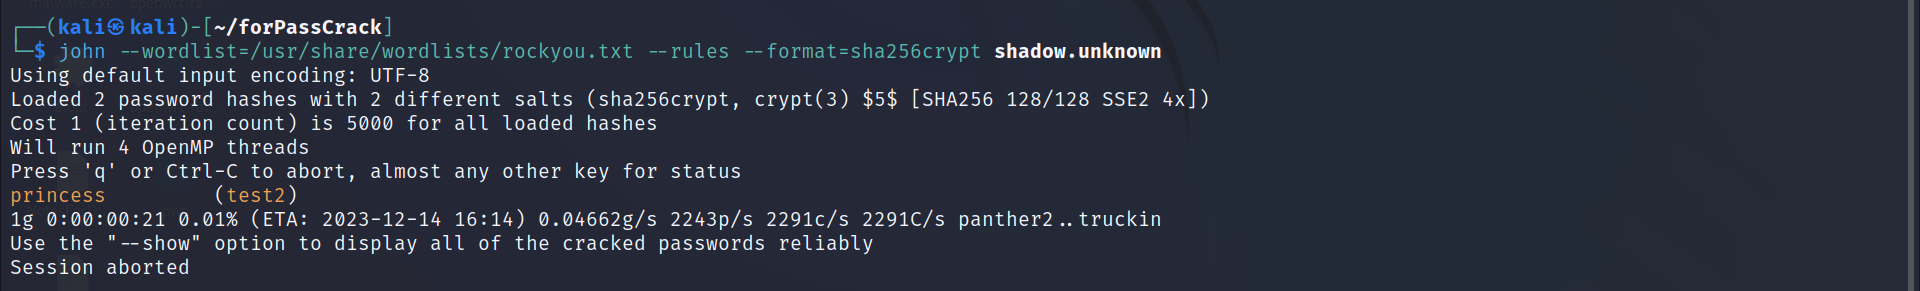 ┌──(kali㉿kali)-[~/forPassCrack]
└─$ john --wordlist=/usr/share/wordlists/rockyou.txt --rules --format=sha256crypt shadow.unknown
Using default input encoding: UTF-8
Loaded 2 password hashes with 2 different salts (sha256crypt, crypt(3) $5$ [SHA256 128/128 SSE2 4x])
Cost 1 (iteration count) is 5000 for all loaded hashes
Will run 4 OpenMP threads
Press 'q' or Ctrl-C to abort, almost any other key for status
princess         (test2)
1g 0:00:00:21 0.01% (ETA: 2023-12-14 16:14) 0.04662g/s 2243p/s 2291c/s 2291C/s panther2..truckin
Use the "--show" option to display all of the cracked passwords reliably
Session aborted